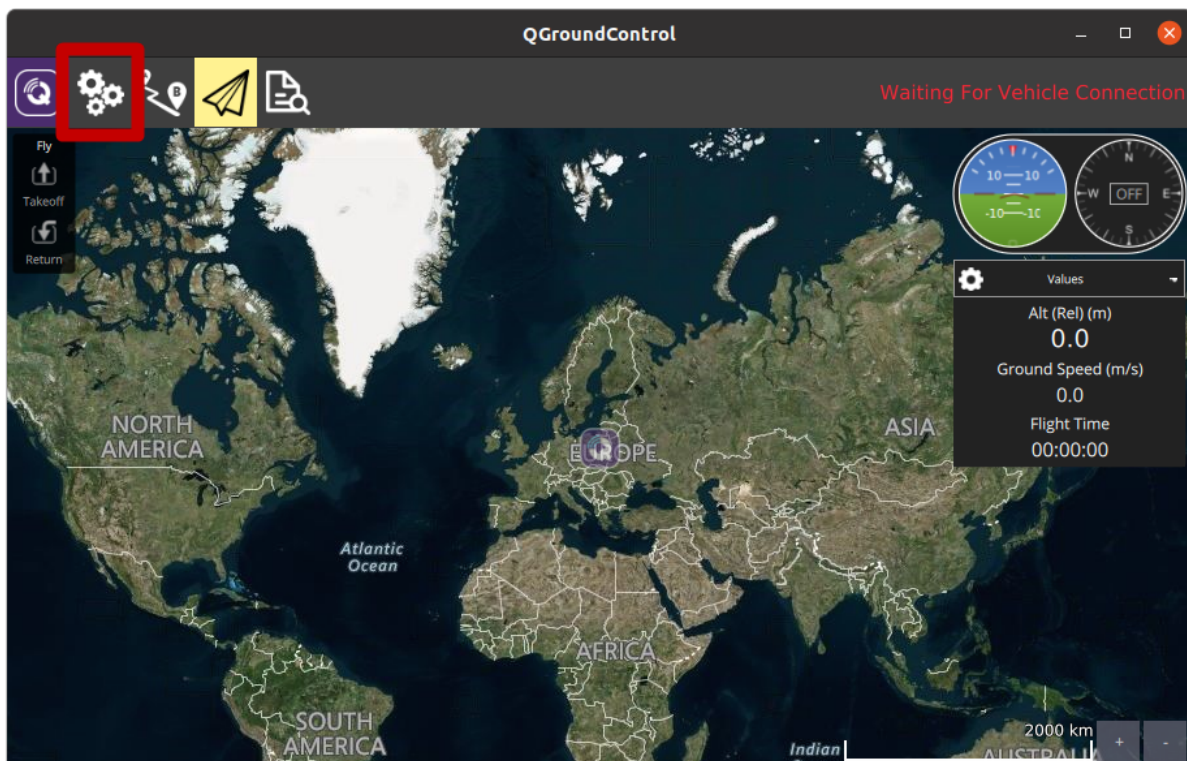 QGroundControl
B
Waiting For Vehicle Connection
Fly
Takeoff
Return
10 10
-10 -10
N
W OFF E
S
Values
Alt (Rel) (m)
0.0
Ground Speed (m/s)
0.0
Flight Time
00:00:00
NORTH
AMERICA
EUROPE
ASIA
Atlantic
Ocean
AFRICA
SOUTH
AMERICA
Indian
2000 km
+ -
AUSTRALIA